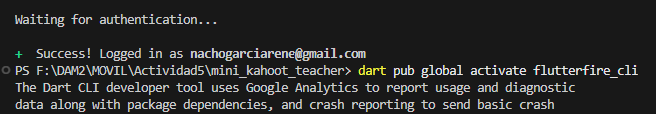 Waiting for authentication...
+ Success! Logged in as nachogarciarene@gmail.com
PS F:\DAM2\MOVIL\Actividad5\mini_kahoot_teacher> dart pub global activate flutterfire_cli
The Dart CLI developer tool uses Google Analytics to report usage and diagnostic
data along with package dependencies, and crash reporting to send basic crash